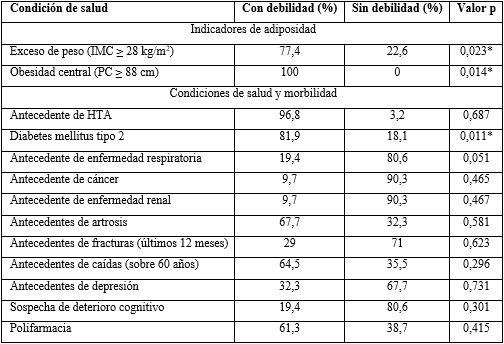 Condición de salud Con debilidad (%) Sin debilidad (%) Valor p
Indicadores de adiposidad
Exceso de peso (IMC ≥ 28 kg/m²) 77,4 22,6 0,023*
Obesidad central (PC ≥ 88 cm) 100 0 0,014*
Condiciones de salud y morbilidad
Antecedente de HTA 96,8 3,2 0,687
Diabetes mellitus tipo 2 81,9 18,1 0,011*
Antecedente de enfermedad respiratoria 19,4 80,6 0,051
Antecedente de cáncer 9,7 90,3 0,465
Antecedente de enfermedad renal 9,7 90,3 0,467
Antecedentes de artrosis 67,7 32,3 0,581
Antecedentes de fracturas (últimos 12 meses) 29 71 0,623
Antecedentes de caídas (sobre 60 años) 64,5 35,5 0,296
Antecedentes de depresión 32,3 67,7 0,731
Sospecha de deterioro cognitivo 19,4 80,6 0,301
Polifarmacia 61,3 38,7 0,415